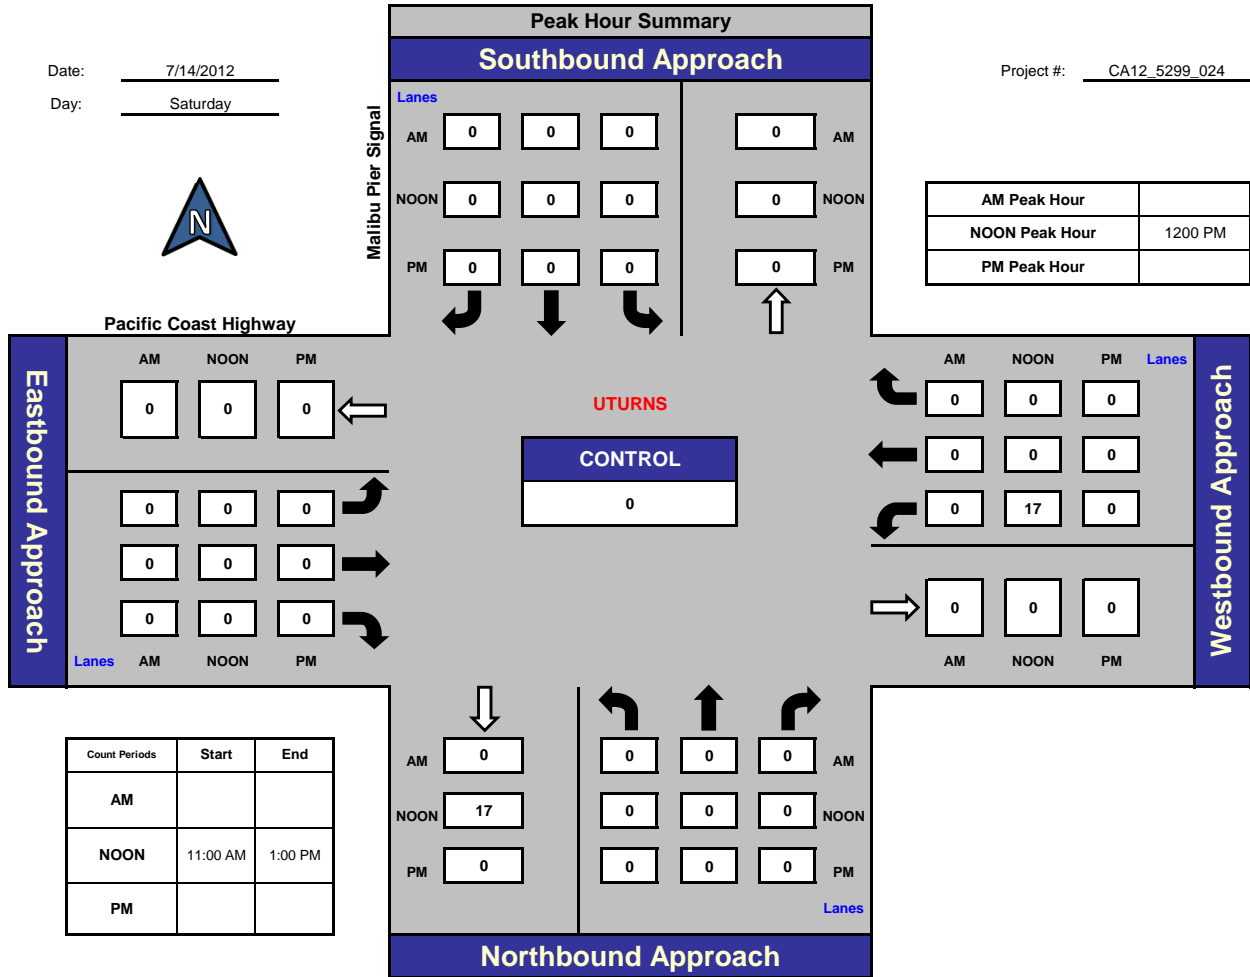 Peak Hour Summary
Southbound Approach
Date: 7/14/2012
Day: Saturday
Project #: CA12_5299_024
N
Malibu Pier Signal
Lanes
AM 0 0 0 0 AM
NOON 0 0 0 0 NOON
PM 0 0 0 0 PM
AM Peak Hour
NOON Peak Hour 1200 PM
PM Peak Hour
Pacific Coast Highway
Eastbound Approach
AM NOON PM
0 0 0
0 0 0
0 0 0
0 0 0
Lanes AM NOON PM
UTURNS
CONTROL
0
AM NOON PM Lanes
0 0 0
0 0 0
0 17 0
0 0 0
AM NOON PM
Westbound Approach
Count Periods Start End
AM
NOON 11:00 AM 1:00 PM
PM
AM 0 0 0 0 AM
NOON 17 0 0 0 NOON
PM 0 0 0 0 PM
Lanes
Northbound Approach